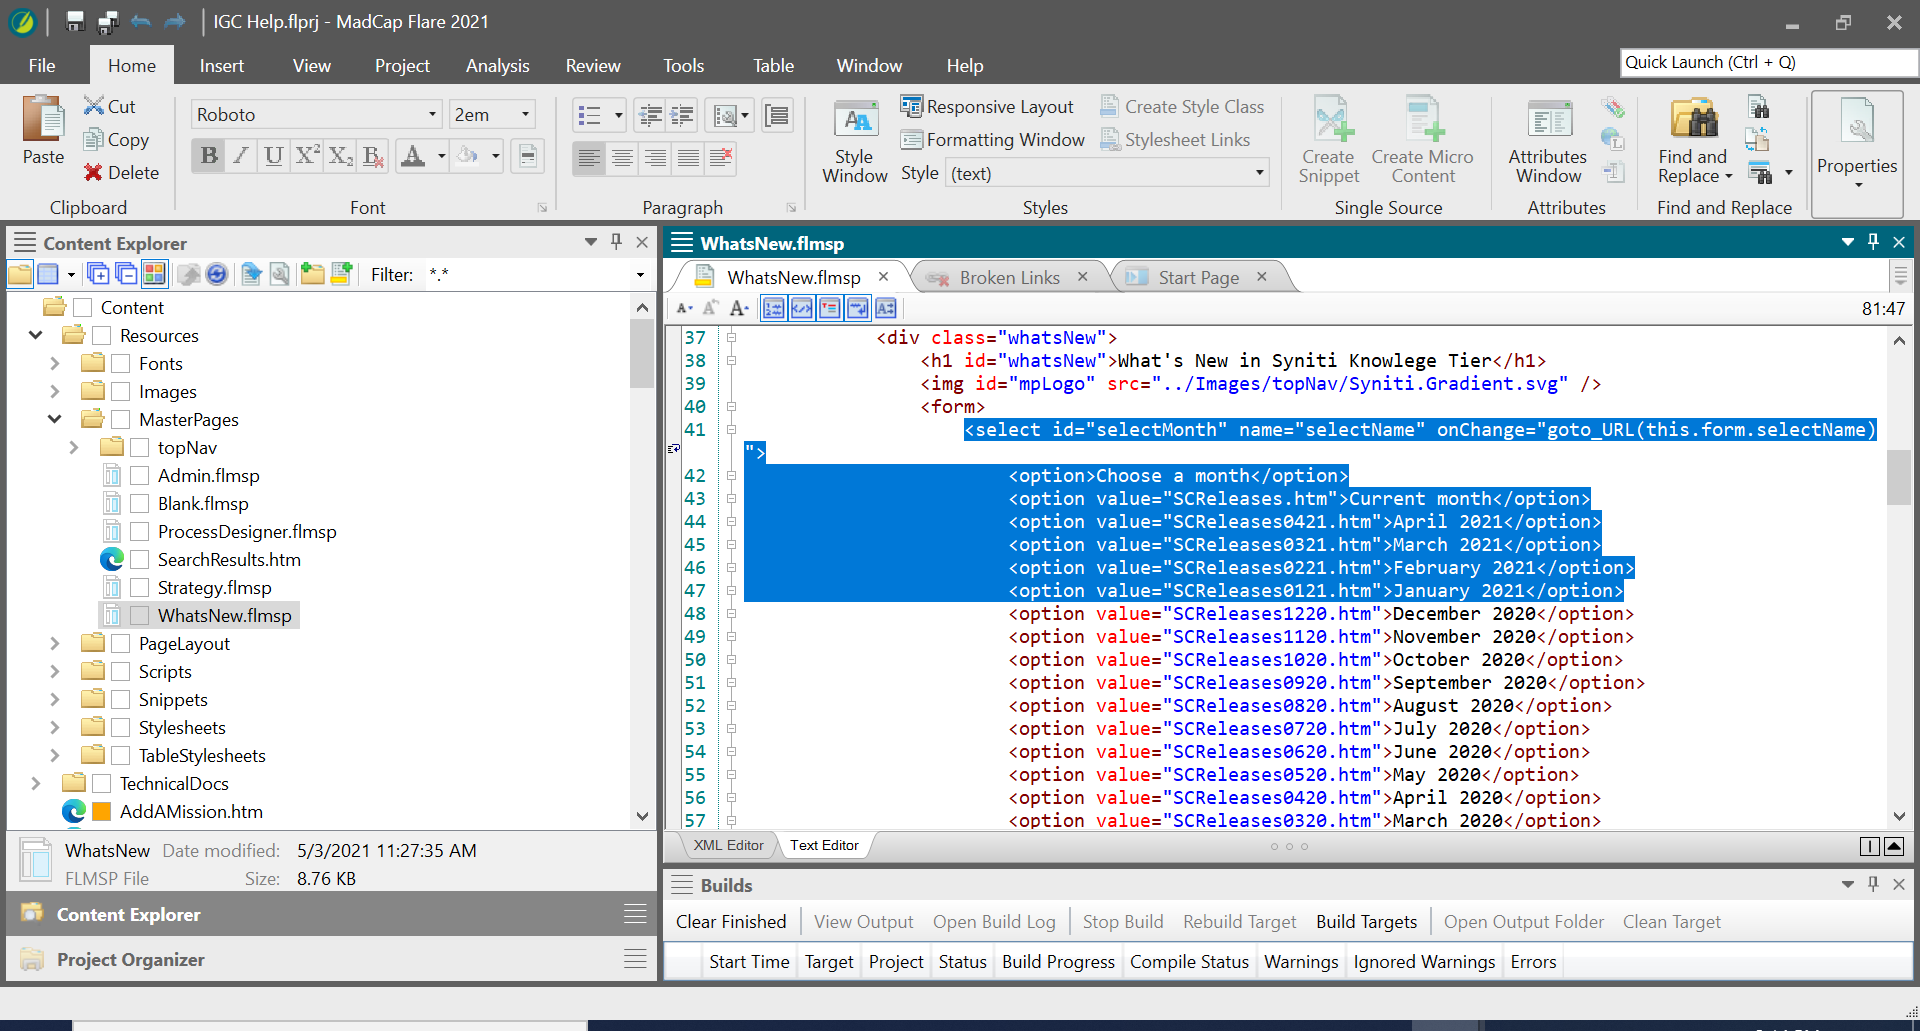 IGC Help.flprj - MadCap Flare 2021
File Home Insert View Project Analysis Review Tools Table Window Help
Quick Launch (Ctrl + Q)
Paste
Cut
Copy
Delete
Clipboard
Roboto 2em
B I U X² X₂ B
A
Font
Paragraph
Style Window
Responsive Layout
Formatting Window
Style (text)
Create Style Class
Stylesheet Links
Styles
Create Snippet
Create Micro Content
Single Source
Attributes Window
Attributes
Find and Replace
Find and Replace
Properties
Content Explorer
Filter: *.*
Content
Resources
Fonts
Images
MasterPages
topNav
Admin.flmsp
Blank.flmsp
ProcessDesigner.flmsp
SearchResults.htm
Strategy.flmsp
WhatsNew.flmsp
PageLayout
Scripts
Snippets
Stylesheets
TableStylesheets
TechnicalDocs
AddAMission.htm
WhatsNew Date modified: 5/3/2021 11:27:35 AM
FLMSP File Size: 8.76 KB
Content Explorer
Project Organizer
WhatsNew.flmsp
WhatsNew.flmsp Broken Links Start Page
81:47
37 <div class="whatsNew">
38 <h1 id="whatsNew">What's New in Syniti Knowlege Tier</h1>
39 <img id="mpLogo" src="../Images/topNav/Syniti.Gradient.svg" />
40 <form>
41 <select id="selectMonth" name="selectName" onChange="goto_URL(this.form.selectName)
">
42 <option>Choose a month</option>
43 <option value="SCReleases.htm">Current month</option>
44 <option value="SCReleases0421.htm">April 2021</option>
45 <option value="SCReleases0321.htm">March 2021</option>
46 <option value="SCReleases0221.htm">February 2021</option>
47 <option value="SCReleases0121.htm">January 2021</option>
48 <option value="SCReleases1220.htm">December 2020</option>
49 <option value="SCReleases1120.htm">November 2020</option>
50 <option value="SCReleases1020.htm">October 2020</option>
51 <option value="SCReleases0920.htm">September 2020</option>
52 <option value="SCReleases0820.htm">August 2020</option>
53 <option value="SCReleases0720.htm">July 2020</option>
54 <option value="SCReleases0620.htm">June 2020</option>
55 <option value="SCReleases0520.htm">May 2020</option>
56 <option value="SCReleases0420.htm">April 2020</option>
57 <option value="SCReleases0320.htm">March 2020</option>
XML Editor Text Editor
Builds
Clear Finished View Output Open Build Log Stop Build Rebuild Target Build Targets Open Output Folder Clean Target
Start Time Target Project Status Build Progress Compile Status Warnings Ignored Warnings Errors